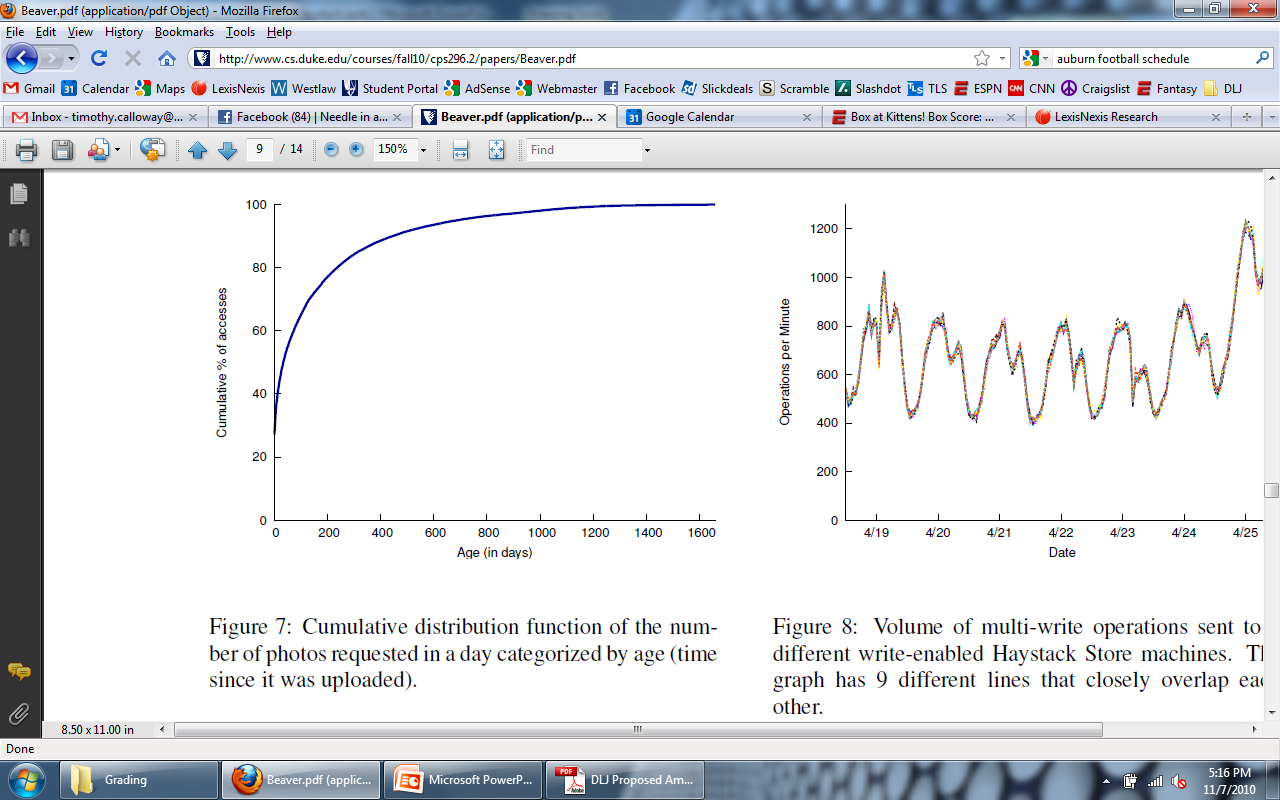 Beaver.pdf (application/pdf Object) - Mozilla Firefox
File Edit View History Bookmarks Tools Help
http://www.cs.duke.edu/courses/fall10/cps296.2/papers/Beaver.pdf
auburn football schedule
Gmail 31 Calendar Maps LexisNexis Westlaw Student Portal AdSense Webmaster Facebook Slickdeals Scramble Slashdot TLS ESPN CNN Craigslist Fantasy DLJ
Inbox - timothy.calloway@... Facebook (84) | Needle in a... Beaver.pdf (application/p... 31 Google Calendar Box at Kittens! Box Score: ... LexisNexis Research
9 / 14 150% Find
100
80
60
40
20
0
Cumulative % of accesses
0 200 400 600 800 1000 1200 1400 1600
Age (in days)
Figure 7: Cumulative distribution function of the num-
ber of photos requested in a day categorized by age (time
since it was uploaded).
1200
1000
800
600
400
200
0
Operations per Minute
4/19 4/20 4/21 4/22 4/23 4/24 4/25
Date
Figure 8: Volume of multi-write operations sent to
different write-enabled Haystack Store machines.
graph has 9 different lines that closely overlap
other.
8.50 x 11.00 in
Done
Grading Beaver.pdf (applic... Microsoft PowerP... PDF DLJ Proposed Am...
5:16 PM
11/7/2010